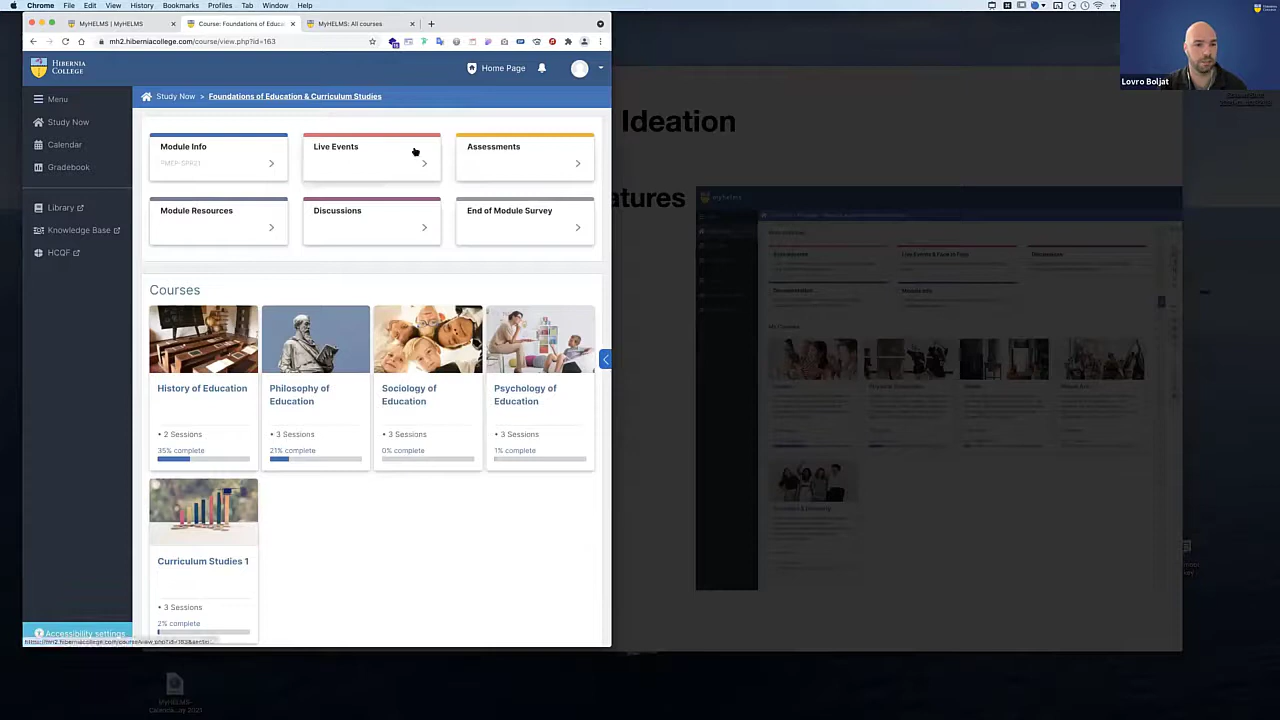 Chrome File Edit View History Bookmarks Profiles Tab Window Help
MyHELMS | MyHELMS
Course: Foundations of Educa
MyHELMS: All courses
mh2.hiberniacollege.com/course/view.php?id=163
HIBERNIA
COLLEGE
Home Page
Menu
Study Now
Calendar
Gradebook
Library
Knowledge Base
HCQF
Accessibility settings
Study Now > Foundations of Education & Curriculum Studies
Module Info
Live Events
Assessments
Module Resources
Discussions
End of Module Survey
Courses
History of Education
• 2 Sessions
35% complete
Philosophy of
Education
• 3 Sessions
21% complete
Sociology of
Education
• 3 Sessions
0% complete
Psychology of
Education
• 3 Sessions
1% complete
Curriculum Studies 1
• 3 Sessions
2% complete
Ideation
atures
myhelms
Discussions
Lovro Boljat
MyHELMS-